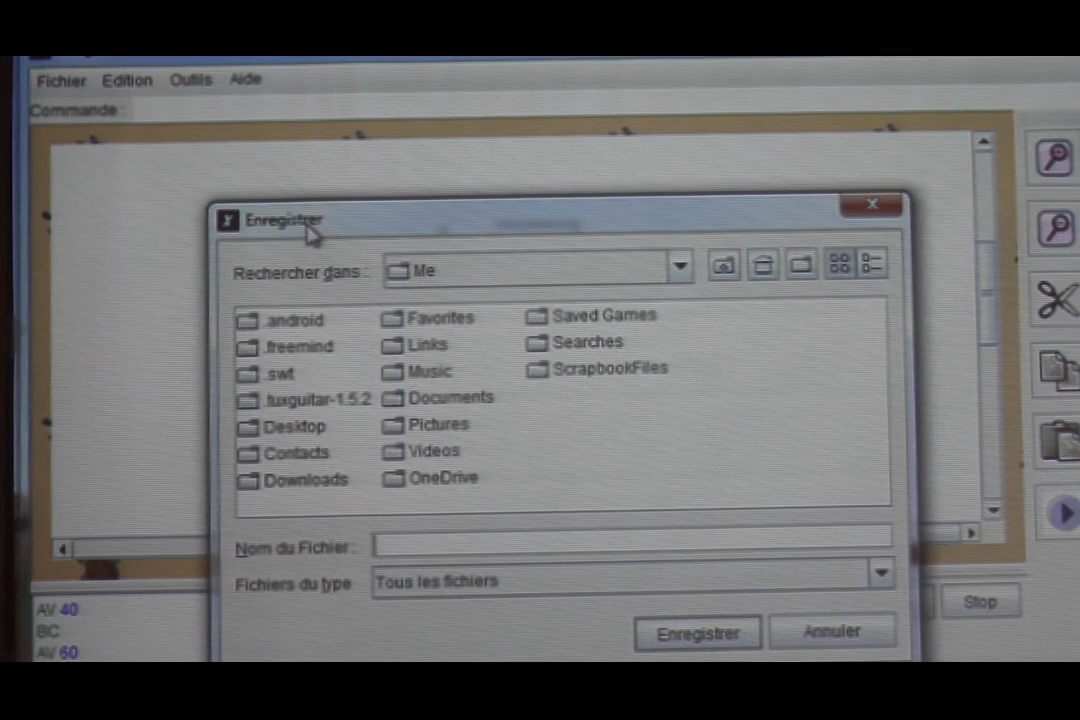 Fichier Edition Outils Aide
Commande :
Enregistrer
Rechercher dans : Me
.android Favorites Saved Games
.freemind Links Searches
.swt Music ScrapbookFiles
.tuxguitar-1.5.2 Documents
Desktop Pictures
Contacts Videos
Downloads OneDrive
Nom du Fichier :
Fichiers du type Tous les fichiers
Enregistrer Annuler
Stop
AV 40
BC
AV 60